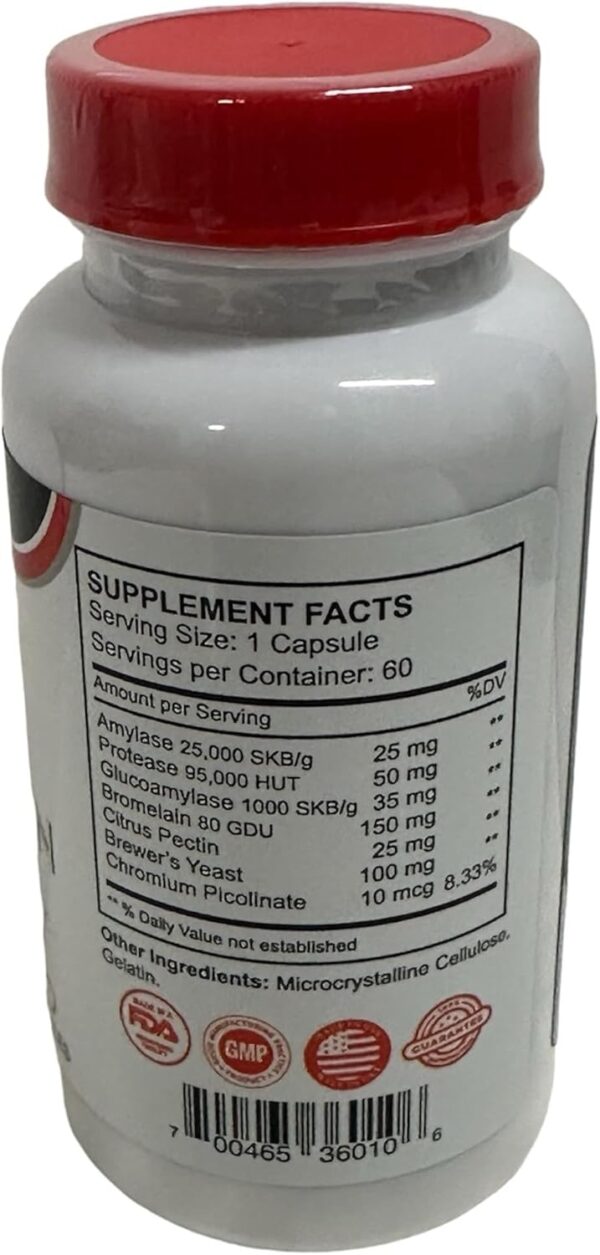 SUPPLEMENT FACTS
Serving Size: 1 Capsule
Servings per Container: 60
Amount per Serving %DV
Amylase 25,000 SKB/g 25 mg **
Protease 95,000 HUT 50 mg **
Glucoamylase 1000 SKB/g 35 mg **
Bromelain 80 GDU 150 mg **
Citrus Pectin 25 mg **
Brewer's Yeast 100 mg **
Chromium Picolinate 10 mcg 8.33%
** % Daily Value not established
Other Ingredients: Microcrystalline Cellulose,
Gelatin.
FDA
GMP
GUARANTEE
7 00465 36010 6